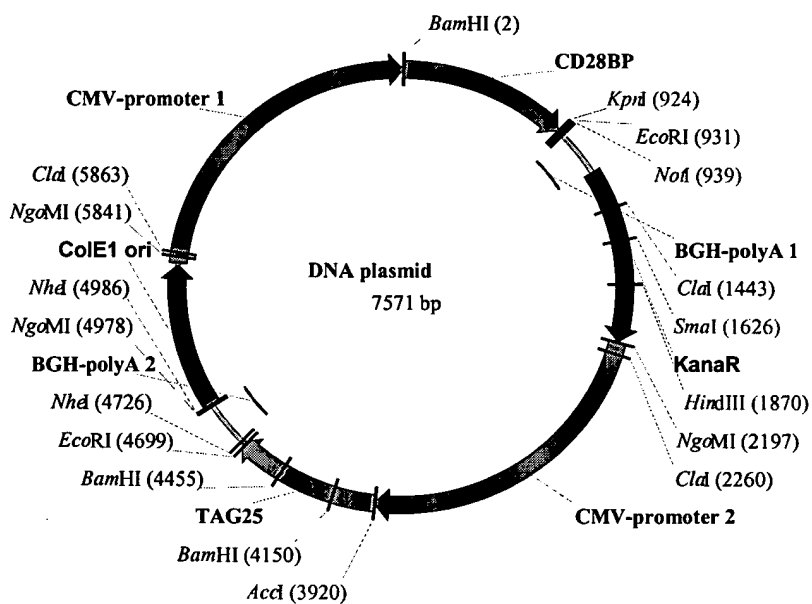 BamHI (2)
CD28BP
KpnI (924)
EcoRI (931)
NotI (939)
BGH-polyA 1
ClaI (1443)
SmaI (1626)
KanaR
HindIII (1870)
NgoMI (2197)
ClaI (2260)
CMV-promoter 2
AccI (3920)
BamHI (4150)
TAG25
BamHI (4455)
EcoRI (4699)
NheI (4726)
BGH-polyA 2
NgoMI (4978)
NheI (4986)
ColE1 ori
NgoMI (5841)
ClaI (5863)
CMV-promoter 1
DNA plasmid
7571 bp